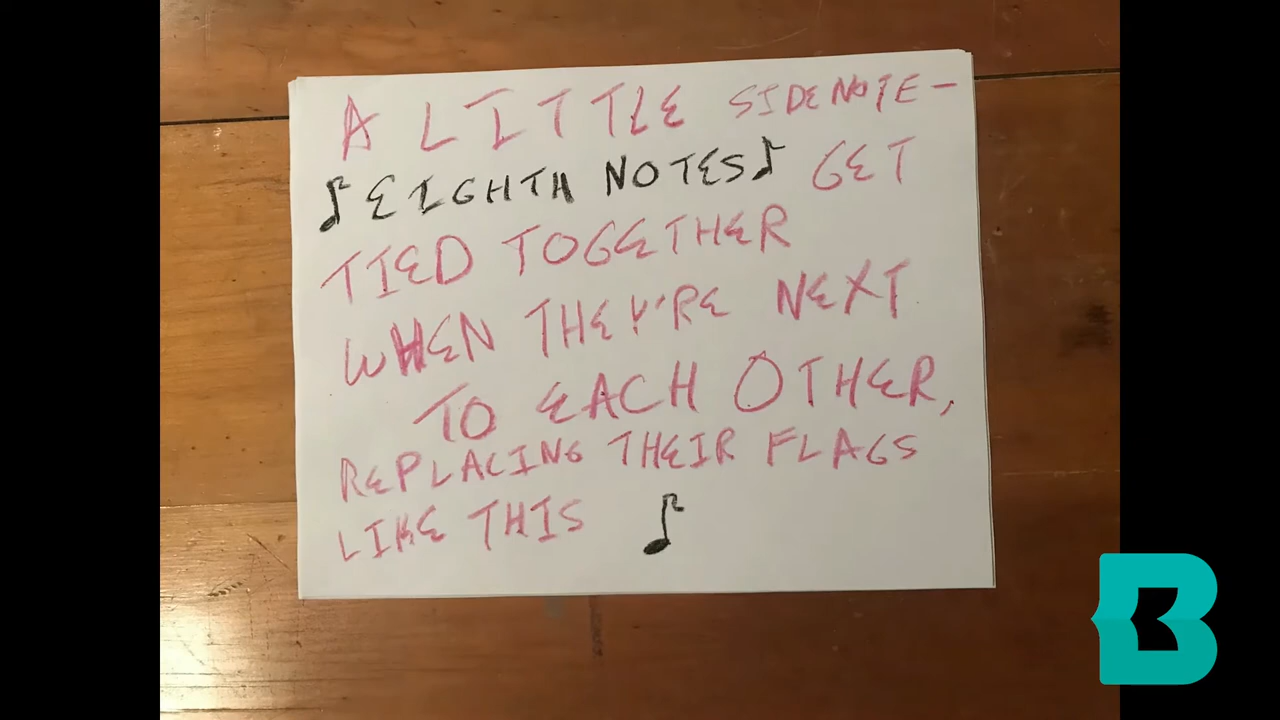 A LITTLE SIDENOTE-
♪ EIGHTH NOTES ♪ GET
TIED TOGETHER
WHEN THEY'RE NEXT
TO EACH OTHER,
REPLACING THEIR FLAGS
LIKE THIS ♪
B